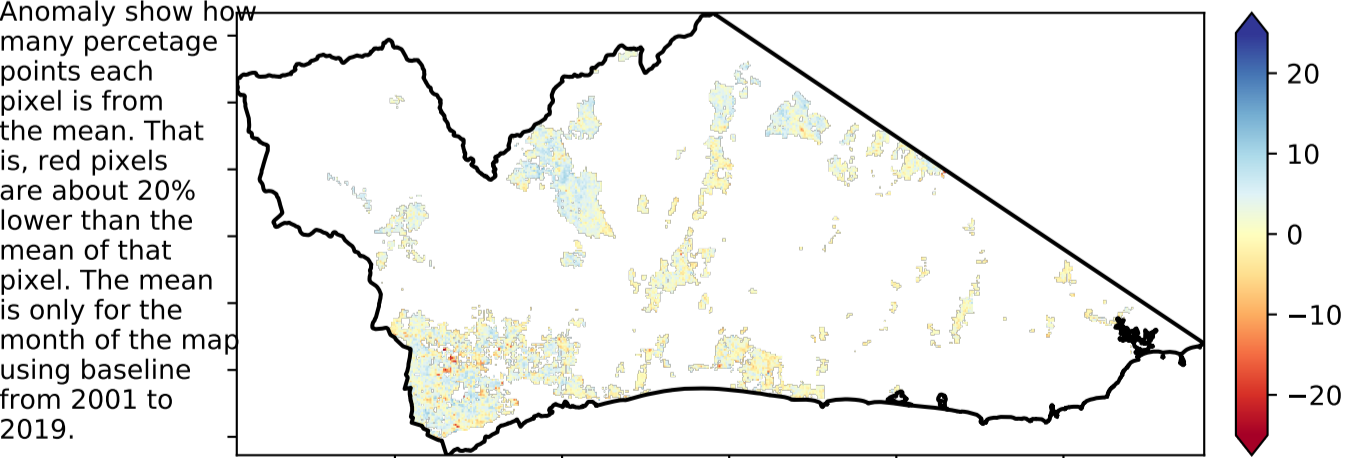 Anomaly show how
many percetage
points each
pixel is from
the mean. That
is, red pixels
are about 20%
lower than the
mean of that
pixel. The mean
is only for the
month of the map
using baseline
from 2001 to
2019.
20
10
0
−10
−20